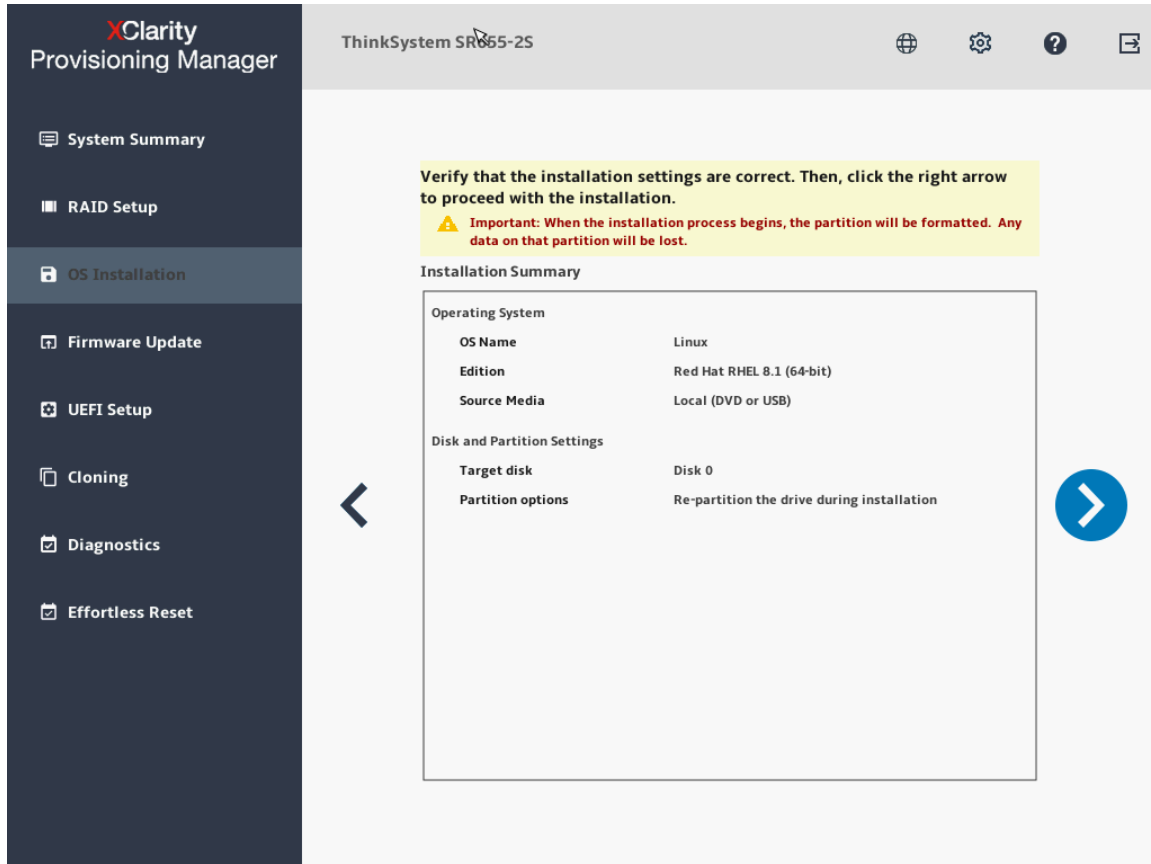 XClarity
Provisioning Manager
System Summary
RAID Setup
OS Installation
Firmware Update
UEFI Setup
Cloning
Diagnostics
Effortless Reset
ThinkSystem SR655-2S
Verify that the installation settings are correct. Then, click the right arrow
to proceed with the installation.
Important: When the installation process begins, the partition will be formatted. Any
data on that partition will be lost.
Installation Summary
Operating System
OS Name Linux
Edition Red Hat RHEL 8.1 (64-bit)
Source Media Local (DVD or USB)
Disk and Partition Settings
Target disk Disk 0
Partition options Re-partition the drive during installation